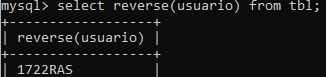 mysql> select reverse(usuario) from tbl;
+------------------+
| reverse(usuario) |
+------------------+
| 1722RAS          |